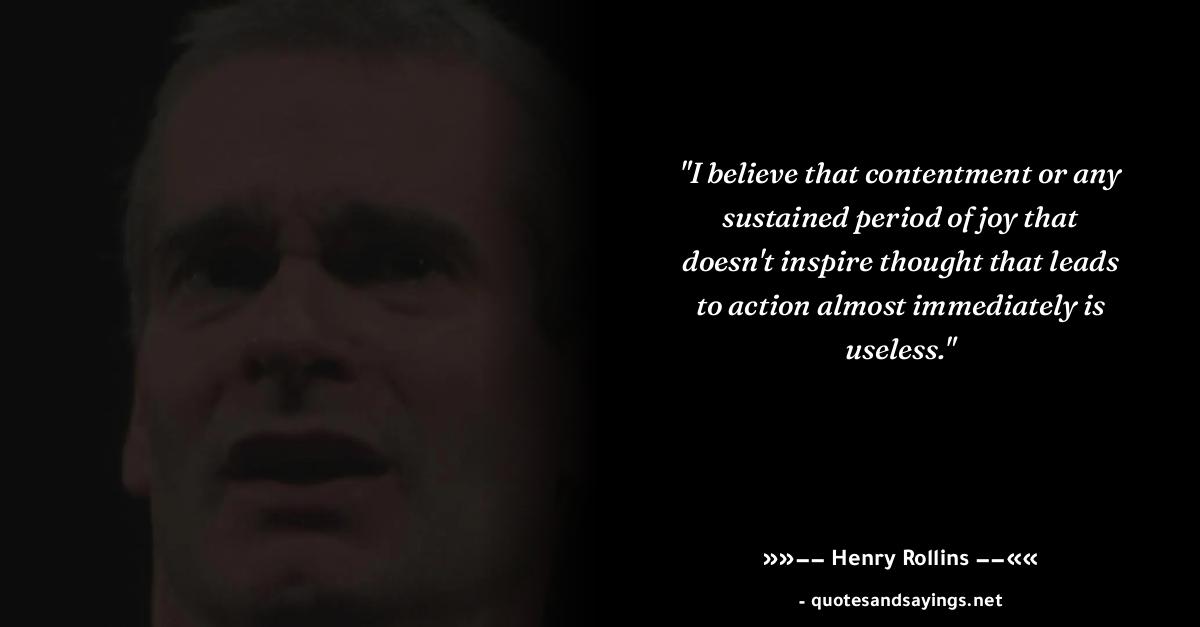 "I believe that contentment or any
sustained period of joy that
doesn't inspire thought that leads
to action almost immediately is
useless."
»»–– Henry Rollins ––««
- quotesandsayings.net